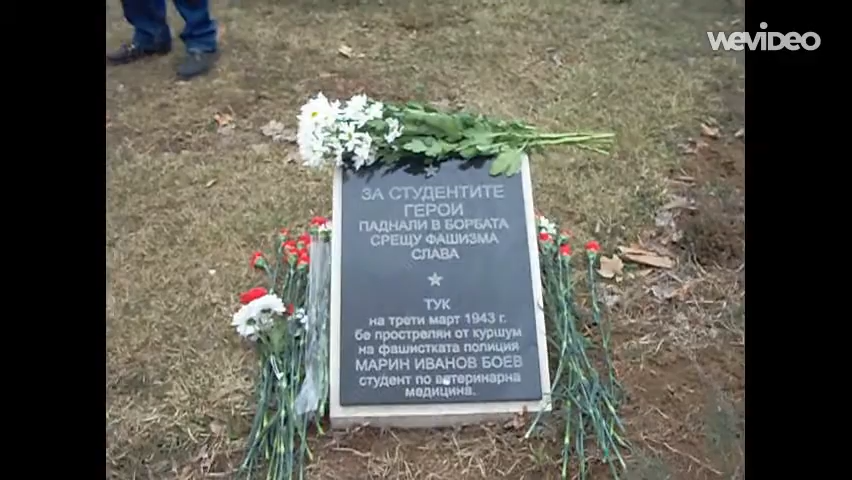 WEVIDEO
ЗА СТУДЕНТИТЕ
ГЕРОИ
ПАДНАЛИ В БОРБАТА
СРЕЩУ ФАШИЗМА
СЛАВА
ТУК
на трети март 1943 г.
бе прострелян от куршум
на фашистката полиция
МАРИН ИВАНОВ БОЕВ
студент по ветеринарна
медицина.